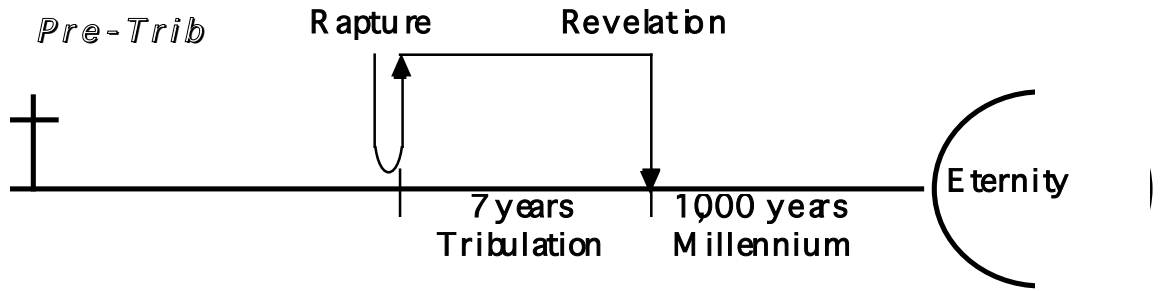 Pre-Trib
Rapture
Revelation
Eternity
7 years
Tribulation
1,000 years
Millennium